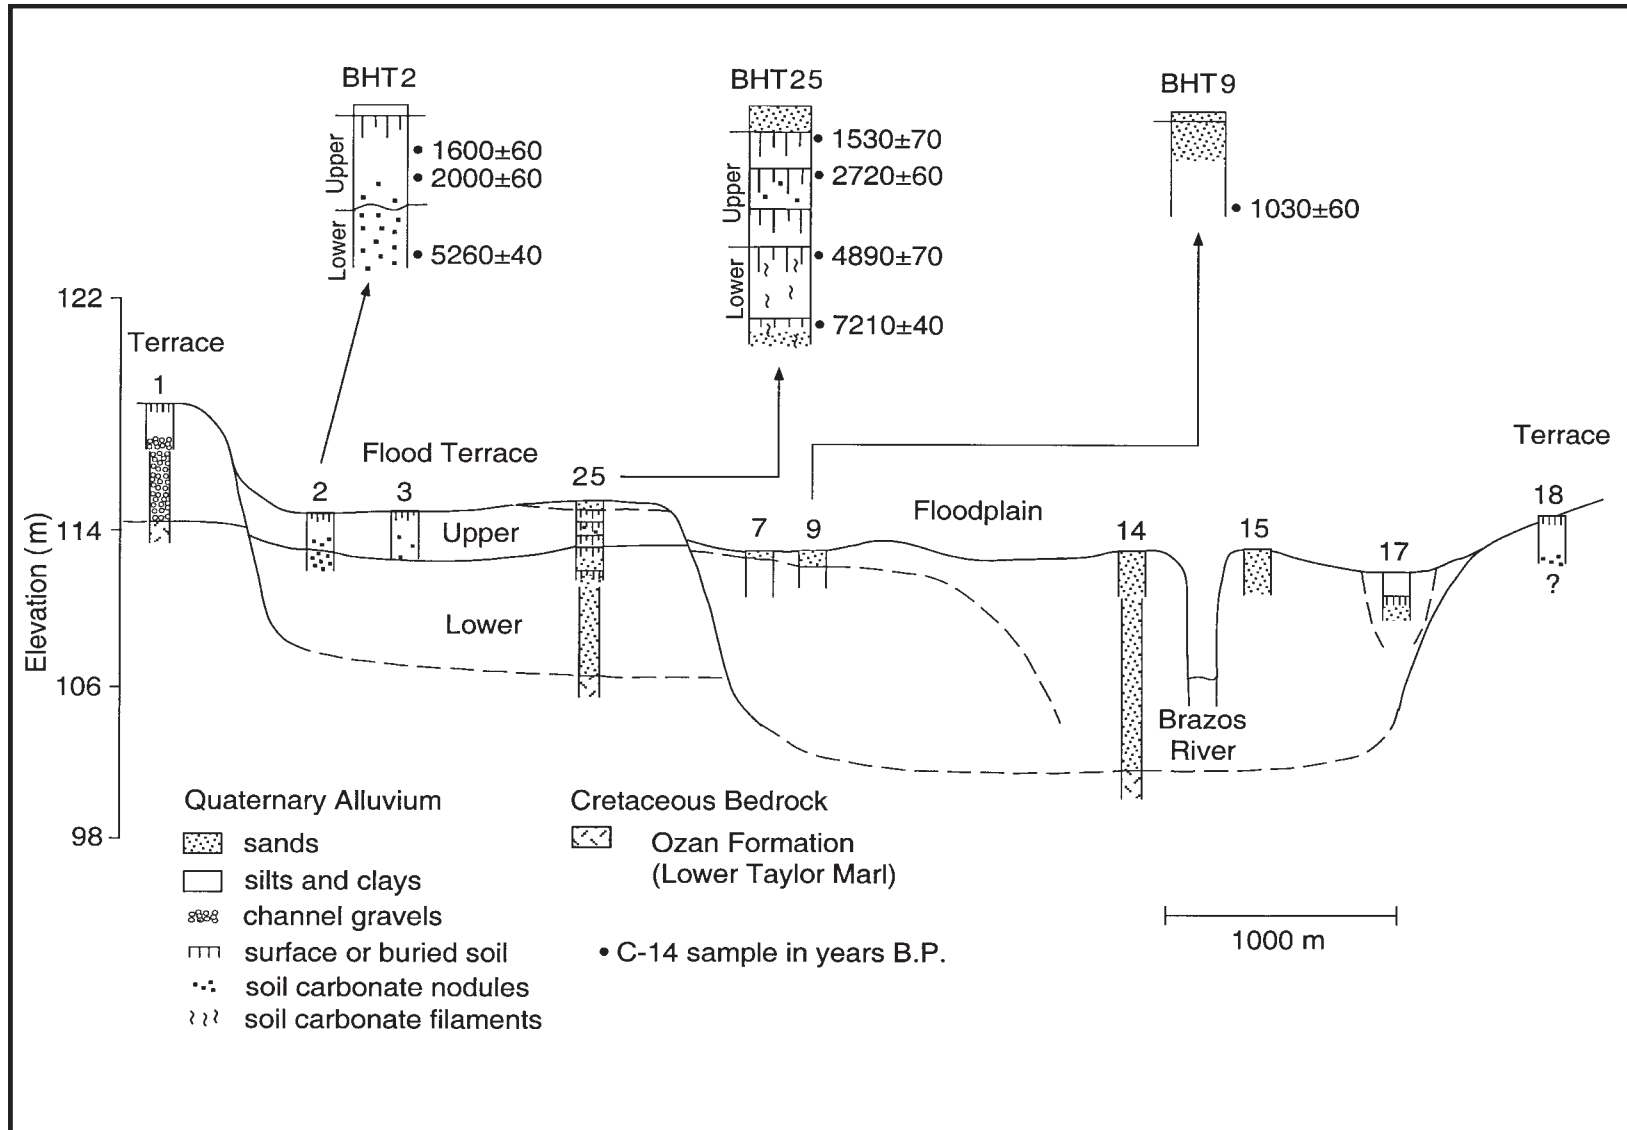 BHT2
BHT25
BHT9
Upper
Lower
1600±60
2000±60
5260±40
Upper
Lower
1530±70
2720±60
4890±70
7210±40
1030±60
122
114
106
98
Elevation (m)
Terrace
1
Flood Terrace
2
3
25
Upper
Lower
7
9
Floodplain
14
15
17
Terrace
18
?
Brazos
River
Quaternary Alluvium
sands
silts and clays
channel gravels
surface or buried soil
soil carbonate nodules
soil carbonate filaments
Cretaceous Bedrock
Ozan Formation
(Lower Taylor Marl)
C-14 sample in years B.P.
1000 m